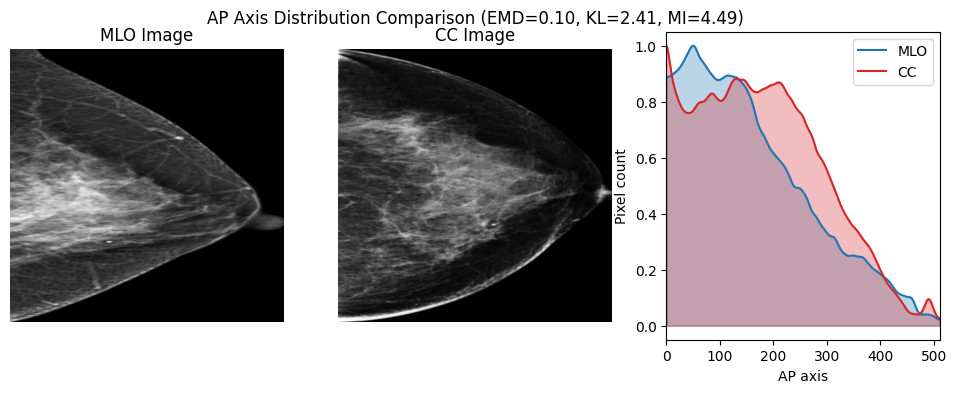 AP Axis Distribution Comparison (EMD=0.10, KL=2.41, MI=4.49)
MLO Image
CC Image
MLO
CC
Pixel count
1.0
0.8
0.6
0.4
0.2
0.0
0 100 200 300 400 500
AP axis